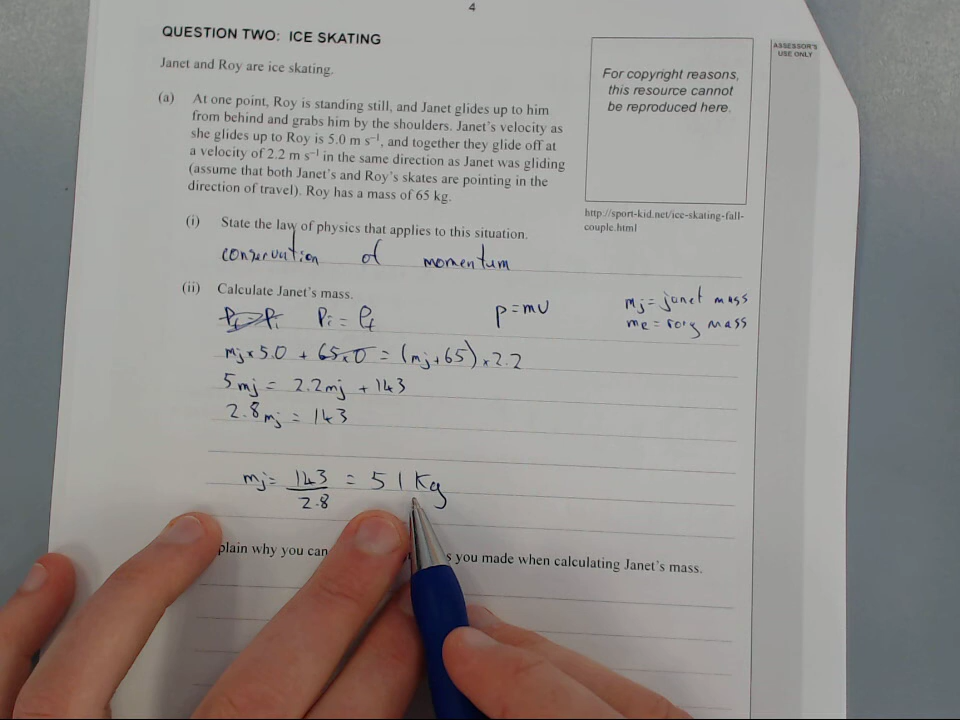 4
QUESTION TWO: ICE SKATING
ASSESSOR'S
USE ONLY
Janet and Roy are ice skating.
For copyright reasons,
this resource cannot
be reproduced here.
(a) At one point, Roy is standing still, and Janet glides up to him
from behind and grabs him by the shoulders. Janet's velocity as
she glides up to Roy is 5.0 m s⁻¹, and together they glide off at
a velocity of 2.2 m s⁻¹ in the same direction as Janet was gliding
(assume that both Janet's and Roy's skates are pointing in the
direction of travel). Roy has a mass of 65 kg.
http://sport-kid.net/ice-skating-fall-
couple.html
(i) State the law of physics that applies to this situation.
conservation of momentum
(ii) Calculate Janet's mass.
Pi = Pf p = mv mj = janet mass
mR = rory mass
mj × 5.0 + 65×0 = (mj + 65) × 2.2
5mj = 2.2mj + 143
2.8mj = 143
mj = 143/2.8 = 51 Kg
plain why you can s you made when calculating Janet's mass.